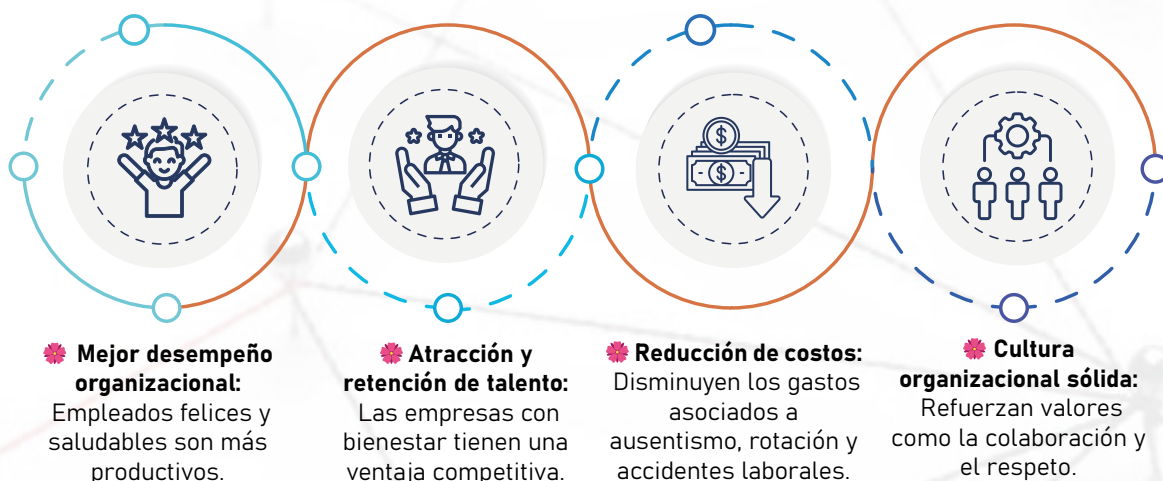 🌺 Mejor desempeño
organizacional:
Empleados felices y
saludables son más
productivos.
🌺 Atracción y
retención de talento:
Las empresas con
bienestar tienen una
ventaja competitiva.
🌺 Reducción de costos:
Disminuyen los gastos
asociados a
ausentismo, rotación y
accidentes laborales.
🌺 Cultura
organizacional sólida:
Refuerzan valores
como la colaboración y
el respeto.